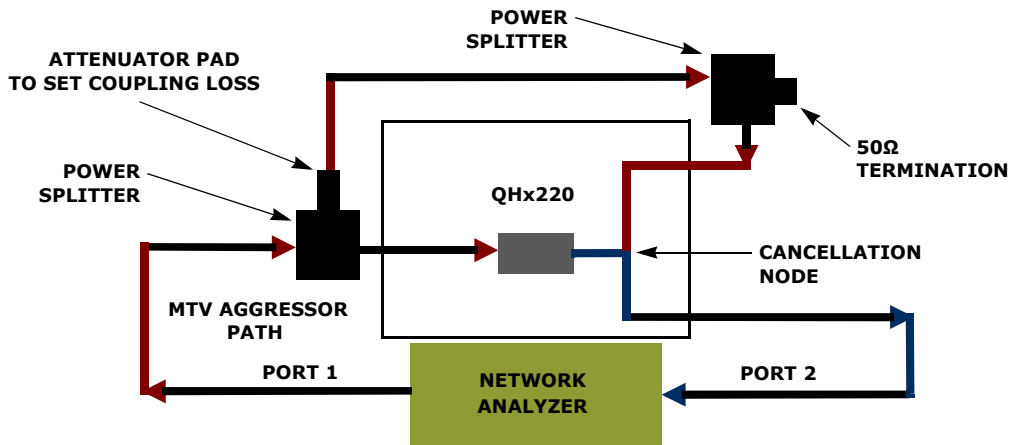 POWER
SPLITTER
ATTENUATOR PAD
TO SET COUPLING LOSS
50Ω
TERMINATION
POWER
SPLITTER
QHx220
CANCELLATION
NODE
MTV AGGRESSOR
PATH
PORT 1
NETWORK
ANALYZER
PORT 2